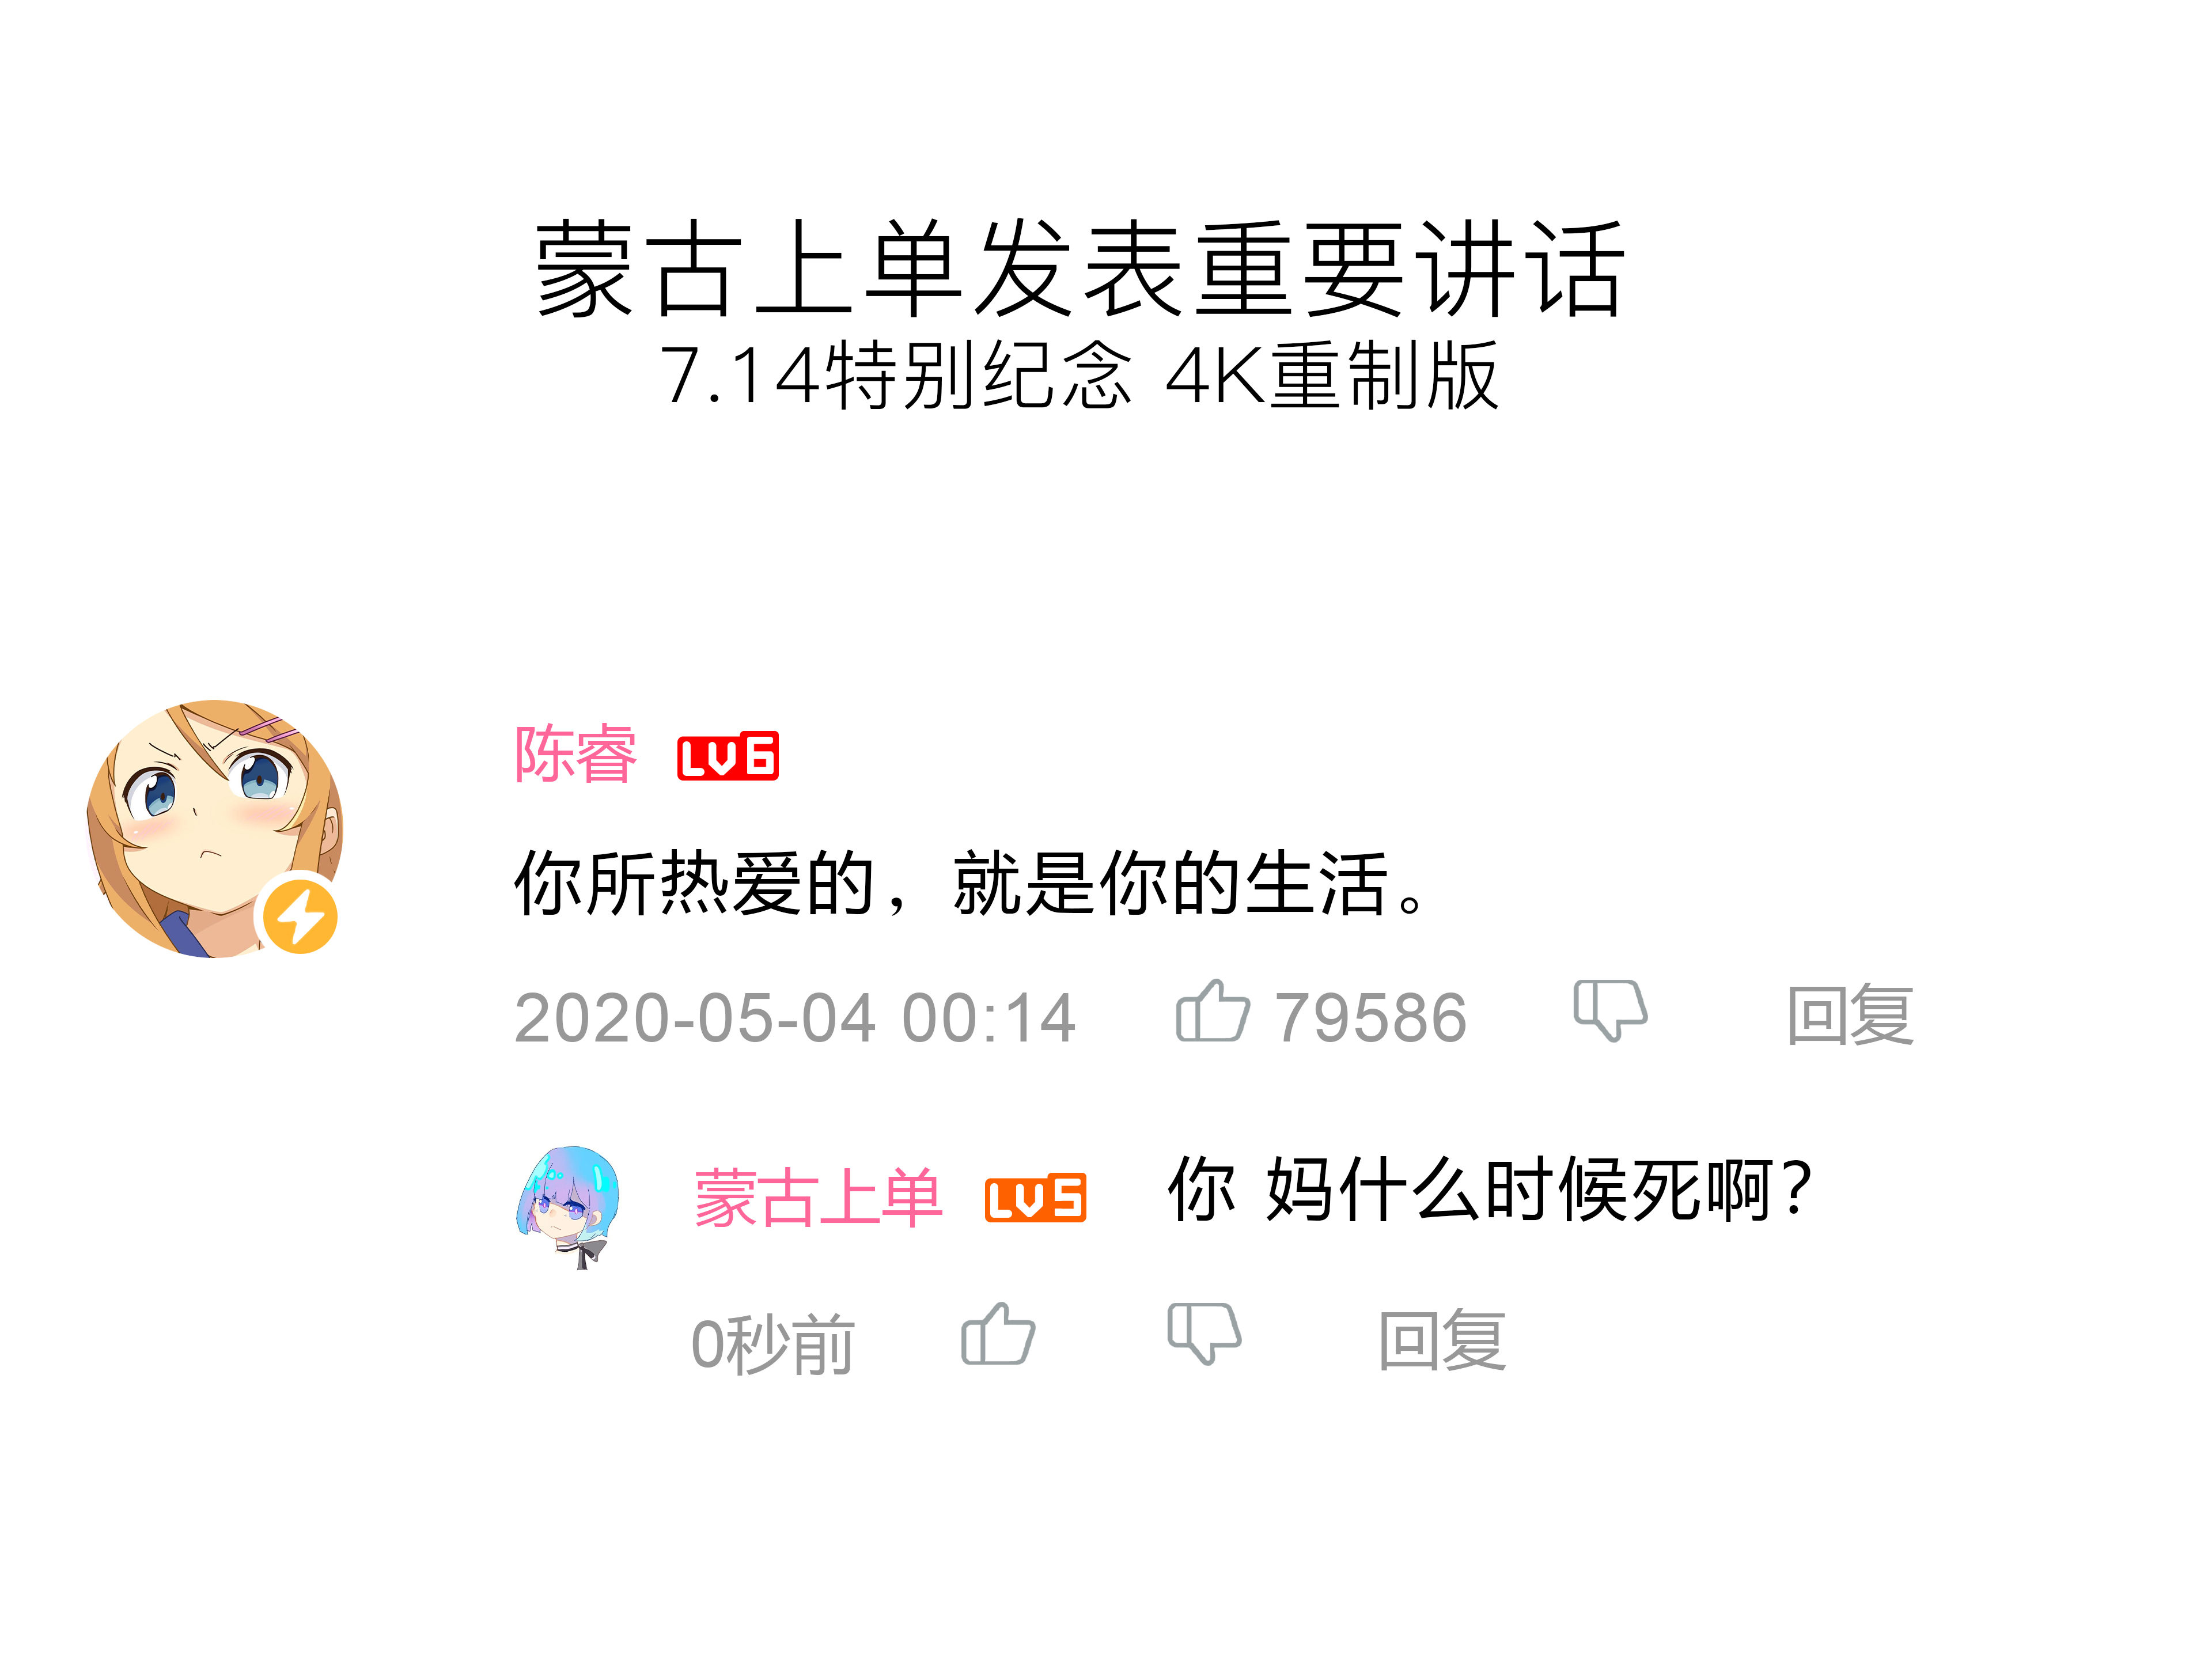 蒙古上单发表重要讲话
7.14特别纪念 4K重制版
陈睿 LV6
你所热爱的，就是你的生活。
2020-05-04 00:14 79586 回复
蒙古上单 LV5 你 妈什么时候死啊？
0秒前 回复